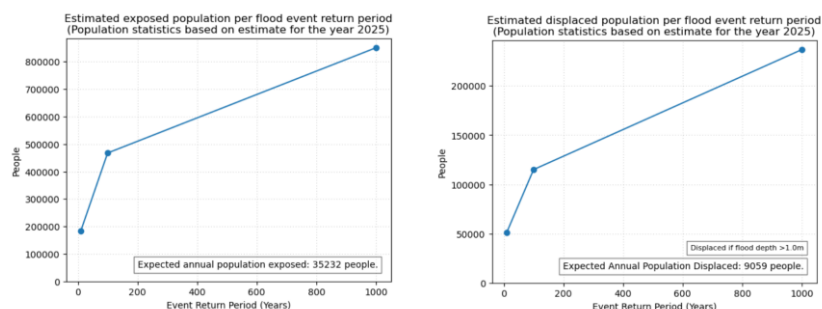 Estimated exposed population per flood event return period
(Population statistics based on estimate for the year 2025)
800000
700000
600000
500000
400000
300000
200000
100000
0
People
Expected annual population exposed: 35232 people.
0 200 400 600 800 1000
Event Return Period (Years)
Estimated displaced population per flood event return period
(Population statistics based on estimate for the year 2025)
200000
150000
100000
50000
0
People
Displaced if flood depth >1.0m
Expected Annual Population Displaced: 9059 people.
0 200 400 600 800 1000
Event Return Period (Years)